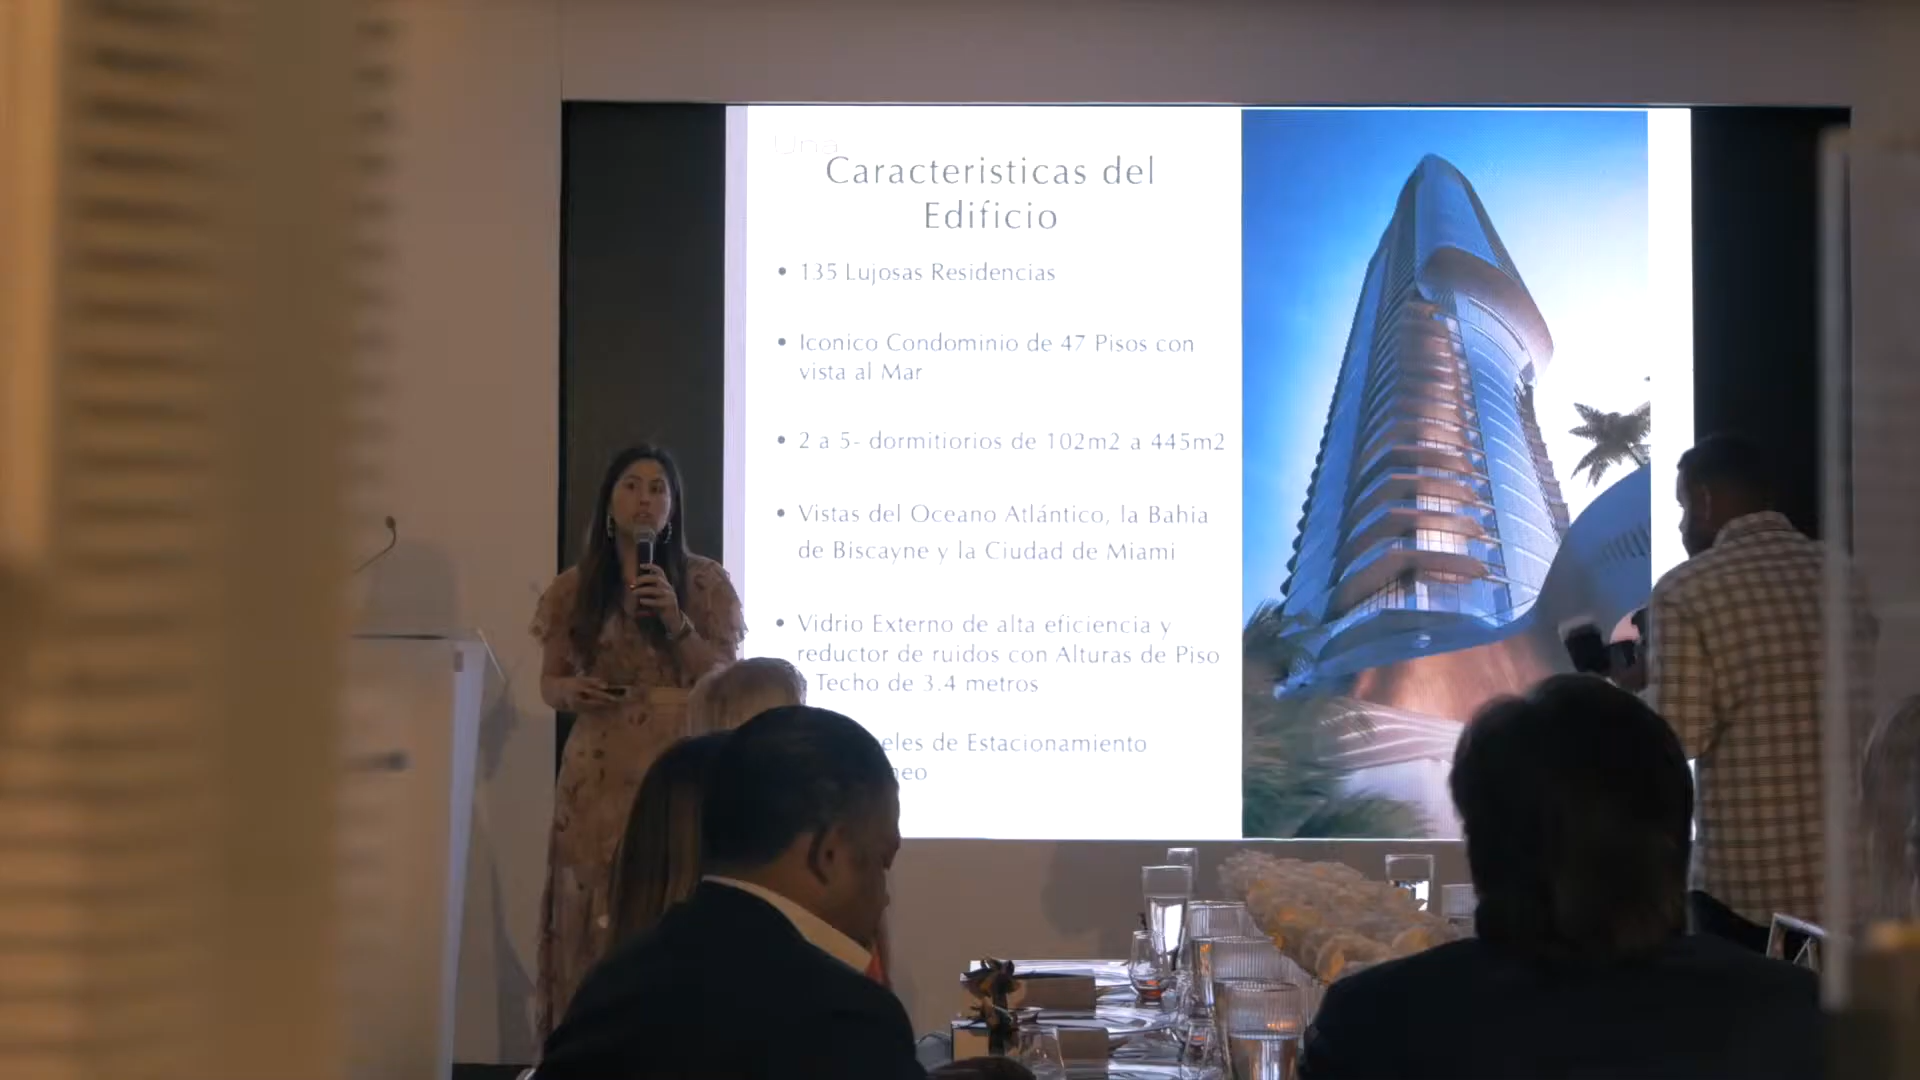 Una
Caracteristicas del
Edificio
• 135 Lujosas Residencias
• Iconico Condominio de 47 Pisos con
vista al Mar
• 2 a 5- dormitiorios de 102m2 a 445m2
• Vistas del Oceano Atlántico, la Bahia
de Biscayne y la Ciudad de Miami
• Vidrio Externo de alta eficiencia y
reductor de ruidos con Alturas de Piso
Techo de 3.4 metros
de Estacionamiento